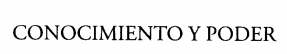 CONOCIMIENTO Y PODER